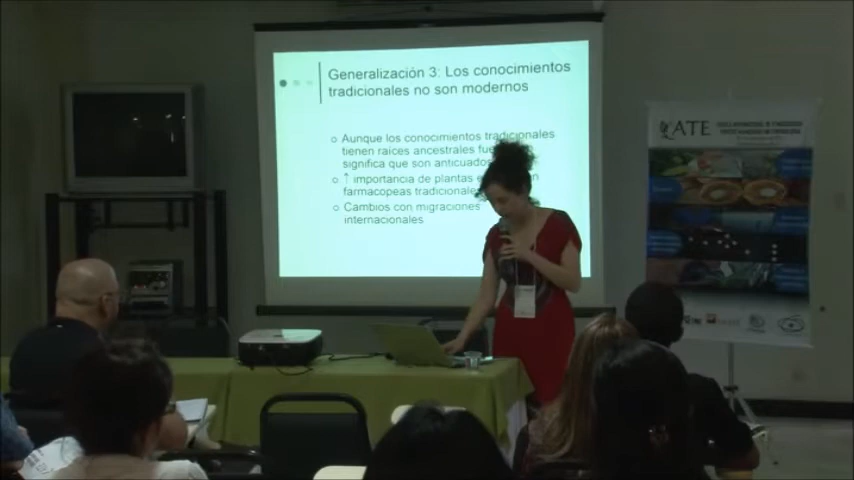 Generalización 3: Los conocimientos
tradicionales no son modernos
Aunque los conocimientos tradicionales
tienen raíces ancestrales
significa que son anticuados
↑ importancia de plantas
farmacopeas tradicionales
Cambios con migraciones
internacionales
ATE